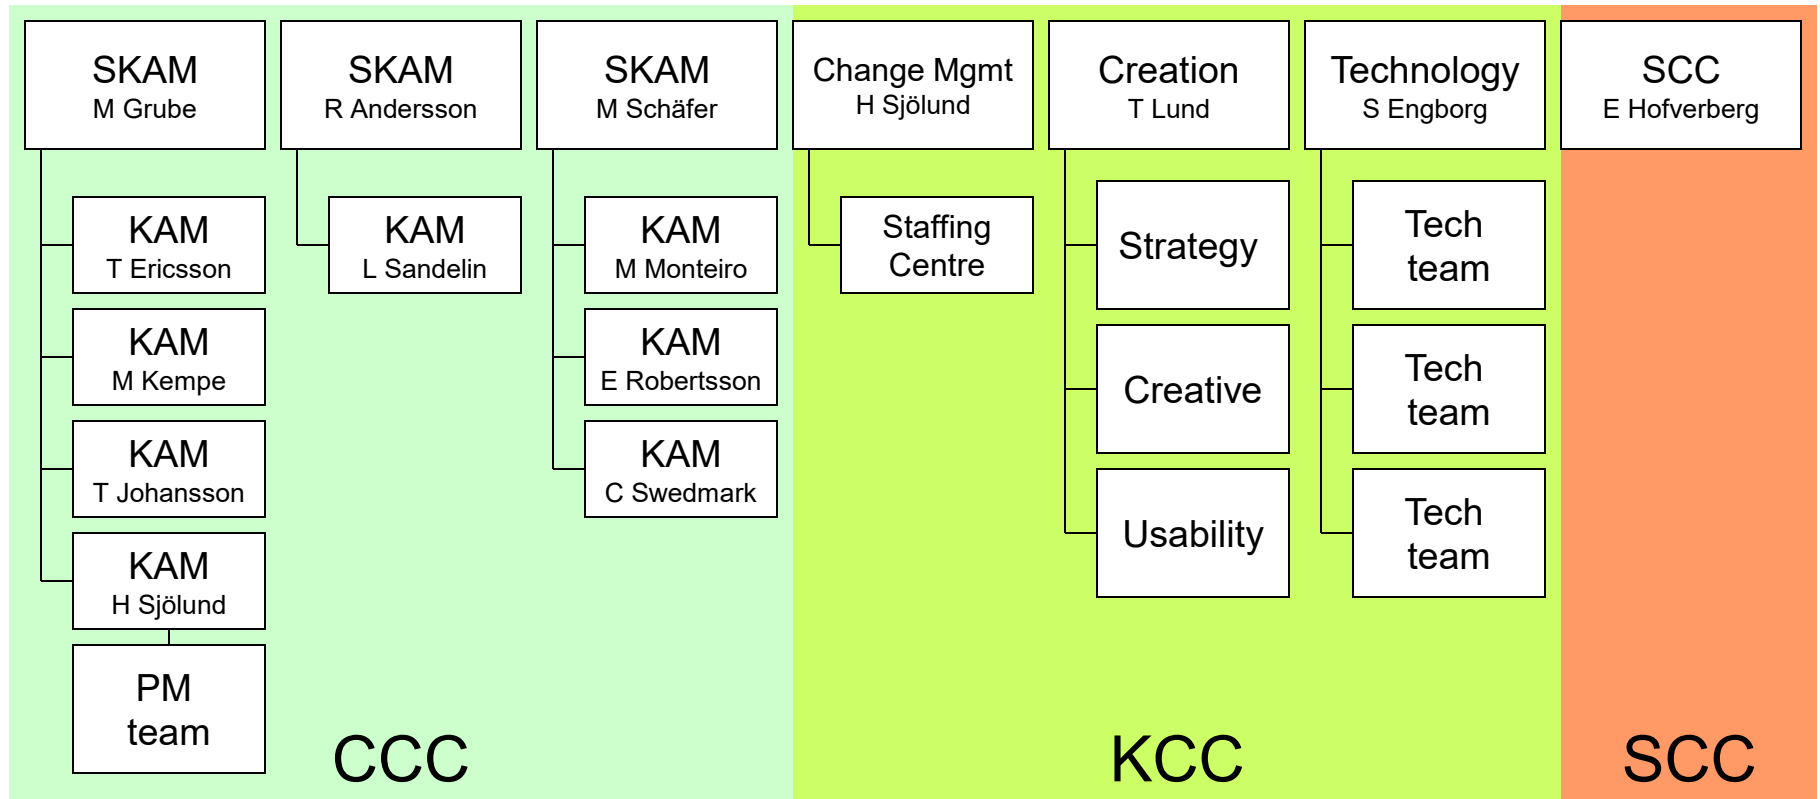 SKAM
M Grube
KAM
T Ericsson
KAM
M Kempe
KAM
T Johansson
KAM
H Sjölund
PM
team
SKAM
R Andersson
KAM
L Sandelin
SKAM
M Schäfer
KAM
M Monteiro
KAM
E Robertsson
KAM
C Swedmark
CCC
Change Mgmt
H Sjölund
Staffing
Centre
Creation
T Lund
Strategy
Creative
Usability
Technology
S Engborg
Tech
team
Tech
team
Tech
team
KCC
SCC
E Hofverberg
SCC